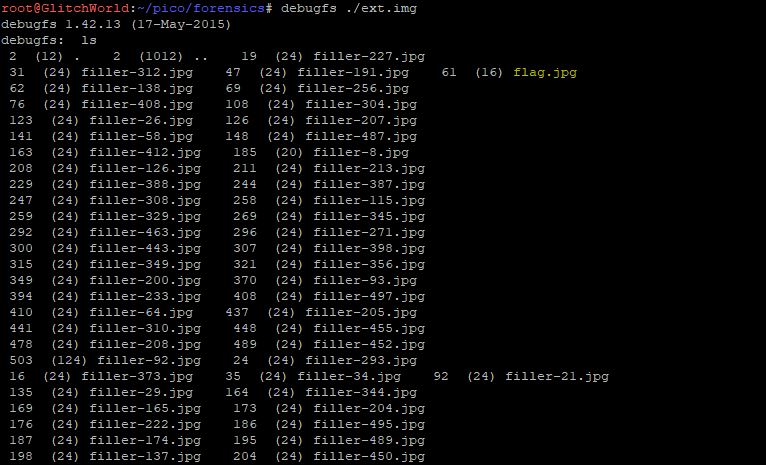 root@GlitchWorld:~/pico/forensics# debugfs ./ext.img
debugfs 1.42.13 (17-May-2015)
debugfs:  ls
 2  (12) .    2  (1012) ..    19  (24) filler-227.jpg
 31  (24) filler-312.jpg    47  (24) filler-191.jpg    61  (16) flag.jpg
 62  (24) filler-138.jpg    69  (24) filler-256.jpg
 76  (24) filler-408.jpg    108  (24) filler-304.jpg
 123  (24) filler-26.jpg    126  (24) filler-207.jpg
 141  (24) filler-58.jpg    148  (24) filler-487.jpg
 163  (24) filler-412.jpg    185  (20) filler-8.jpg
 208  (24) filler-126.jpg    211  (24) filler-213.jpg
 229  (24) filler-388.jpg    244  (24) filler-387.jpg
 247  (24) filler-308.jpg    258  (24) filler-115.jpg
 259  (24) filler-329.jpg    269  (24) filler-345.jpg
 292  (24) filler-463.jpg    296  (24) filler-271.jpg
 300  (24) filler-443.jpg    307  (24) filler-398.jpg
 315  (24) filler-349.jpg    321  (24) filler-356.jpg
 349  (24) filler-200.jpg    370  (24) filler-93.jpg
 394  (24) filler-233.jpg    408  (24) filler-497.jpg
 410  (24) filler-64.jpg    437  (24) filler-205.jpg
 441  (24) filler-310.jpg    448  (24) filler-455.jpg
 478  (24) filler-208.jpg    489  (24) filler-452.jpg
 503  (124) filler-92.jpg    24  (24) filler-293.jpg
 16  (24) filler-373.jpg    35  (24) filler-34.jpg    92  (24) filler-21.jpg
 135  (24) filler-29.jpg    164  (24) filler-344.jpg
 169  (24) filler-165.jpg    173  (24) filler-204.jpg
 176  (24) filler-222.jpg    186  (24) filler-495.jpg
 187  (24) filler-174.jpg    195  (24) filler-489.jpg
 198  (24) filler-137.jpg    204  (24) filler-450.jpg